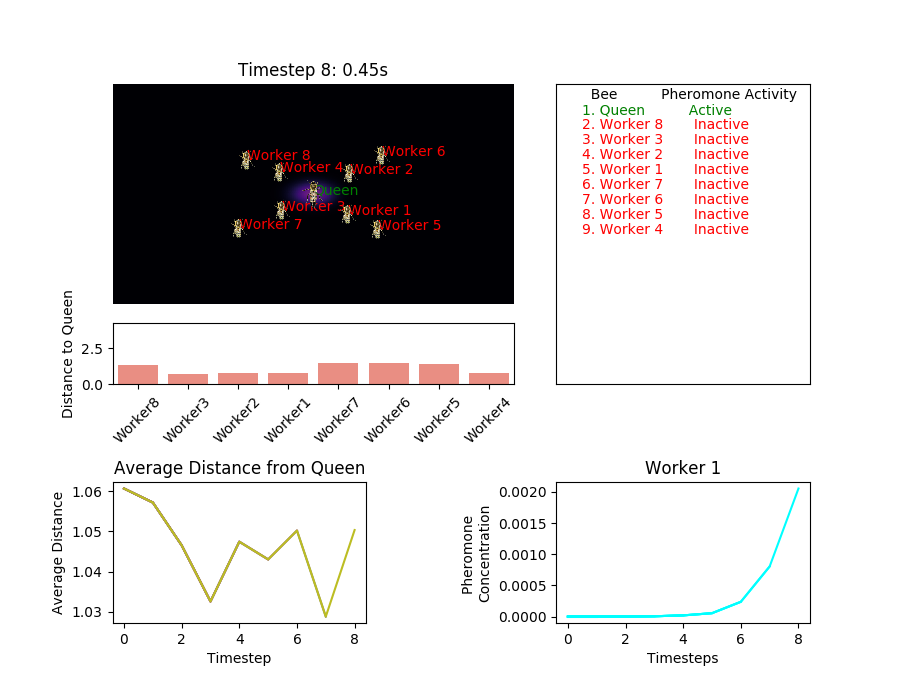 Timestep 8: 0.45s
Worker 8
Worker 6
Worker 4
Worker 2
Queen
Worker 3
Worker 1
Worker 7
Worker 5
Bee Pheromone Activity
1. Queen Active
2. Worker 8 Inactive
3. Worker 3 Inactive
4. Worker 2 Inactive
5. Worker 1 Inactive
6. Worker 7 Inactive
7. Worker 6 Inactive
8. Worker 5 Inactive
9. Worker 4 Inactive
Distance to Queen
2.5
0.0
Worker8
Worker3
Worker2
Worker1
Worker7
Worker6
Worker5
Worker4
Average Distance from Queen
Average Distance
1.06
1.05
1.04
1.03
0 2 4 6 8
Timestep
Worker 1
Pheromone
Concentration
0.0020
0.0015
0.0010
0.0005
0.0000
0 2 4 6 8
Timesteps